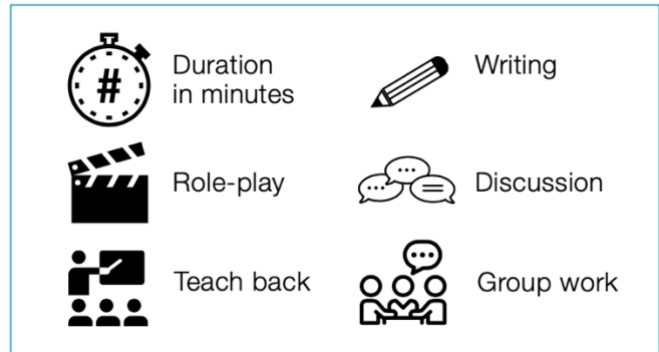 #
Duration
in minutes
Writing
Role-play
Discussion
Teach back
Group work